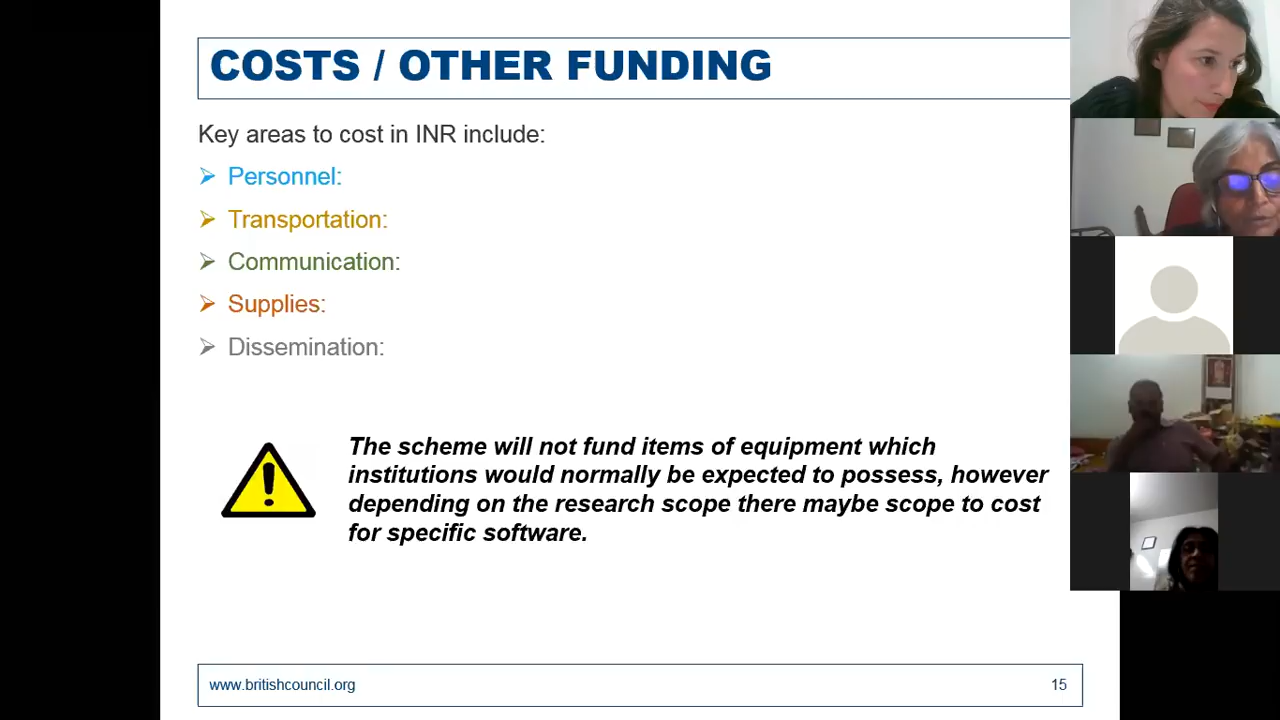 COSTS / OTHER FUNDING
Key areas to cost in INR include:
Personnel:
Transportation:
Communication:
Supplies:
Dissemination:
The scheme will not fund items of equipment which
institutions would normally be expected to possess, however
depending on the research scope there maybe scope to cost
for specific software.
www.britishcouncil.org
15